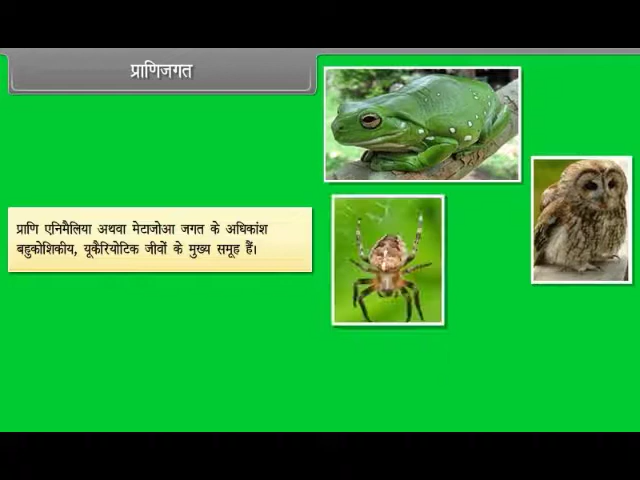 प्राणिजगत
प्राणि एनिमैलिया अथवा मेटाजोआ जगत के अधिकांश
बहुकोशिकीय, यूकैरियोटिक जीवों के मुख्य समूह हैं।